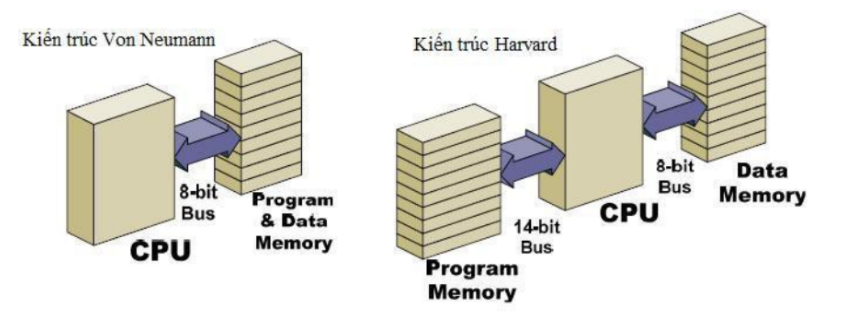 Kiến trúc Von Neumann
8-bit
Bus
CPU
Program
& Data
Memory
Kiến trúc Harvard
Program
Memory
14-bit
Bus
CPU
8-bit
Bus
Data
Memory